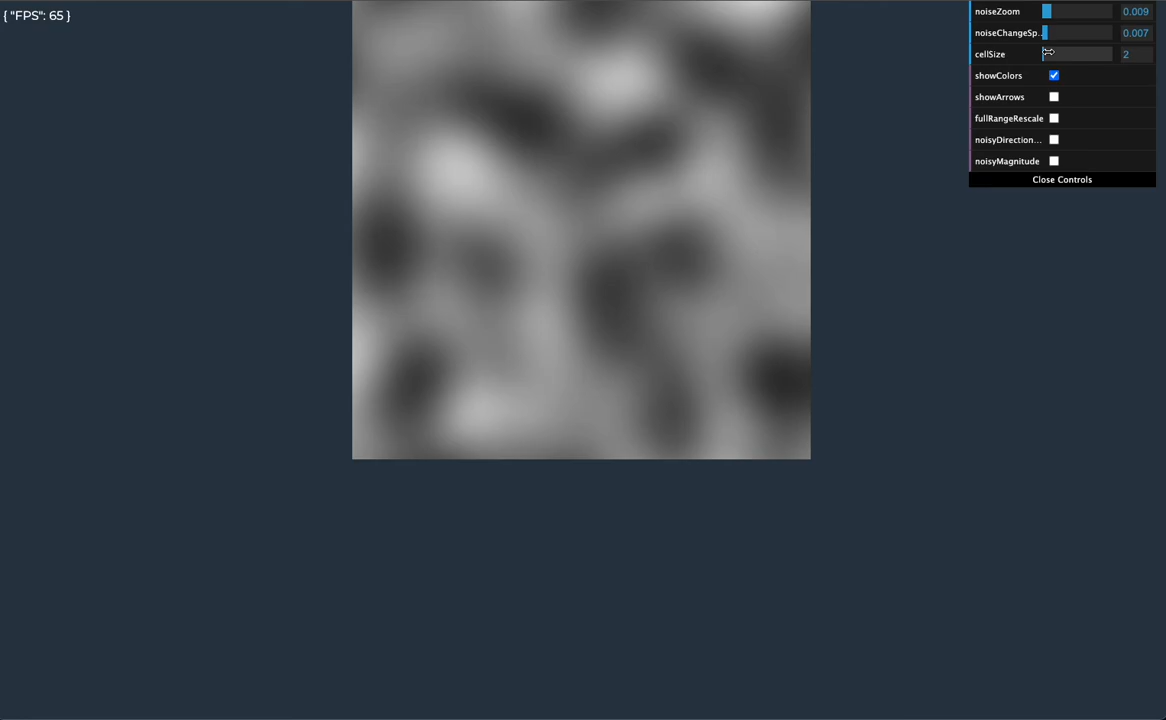 { "FPS": 65 }
noiseZoom 0.009
noiseChangeSp... 0.007
cellSize 2
showColors
showArrows
fullRangeRescale
noisyDirection...
noisyMagnitude
Close Controls